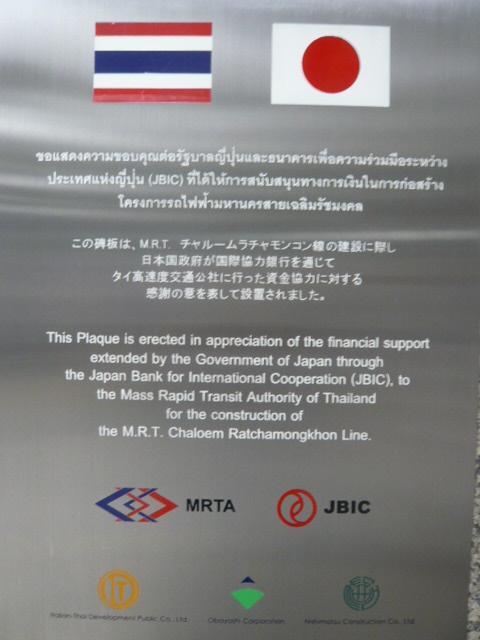 ขอแสดงความขอบคุณต่อรัฐบาลญี่ปุ่นและธนาคารเพื่อความร่วมมือระหว่าง
ประเทศแห่งญี่ปุ่น (JBIC) ที่ได้ให้การสนับสนุนทางการเงินในการก่อสร้าง
โครงการรถไฟฟ้ามหานครสายเฉลิมรัชมงคล
この碑板は、M.R.T. チャルームラチャモンコン線の建設に際し
日本国政府が国際協力銀行を通じて
タイ高速度交通公社に行った資金協力に対する
感謝の意を表して設置されました。
This Plaque is erected in appreciation of the financial support
extended by the Government of Japan through
the Japan Bank for International Cooperation (JBIC), to
the Mass Rapid Transit Authority of Thailand
for the construction of
the M.R.T. Chaloem Ratchamongkhon Line.
MRTA JBIC
Italian-Thai Development Public Co., Ltd. Obayashi Corporation Nishimatsu Construction Co., Ltd.